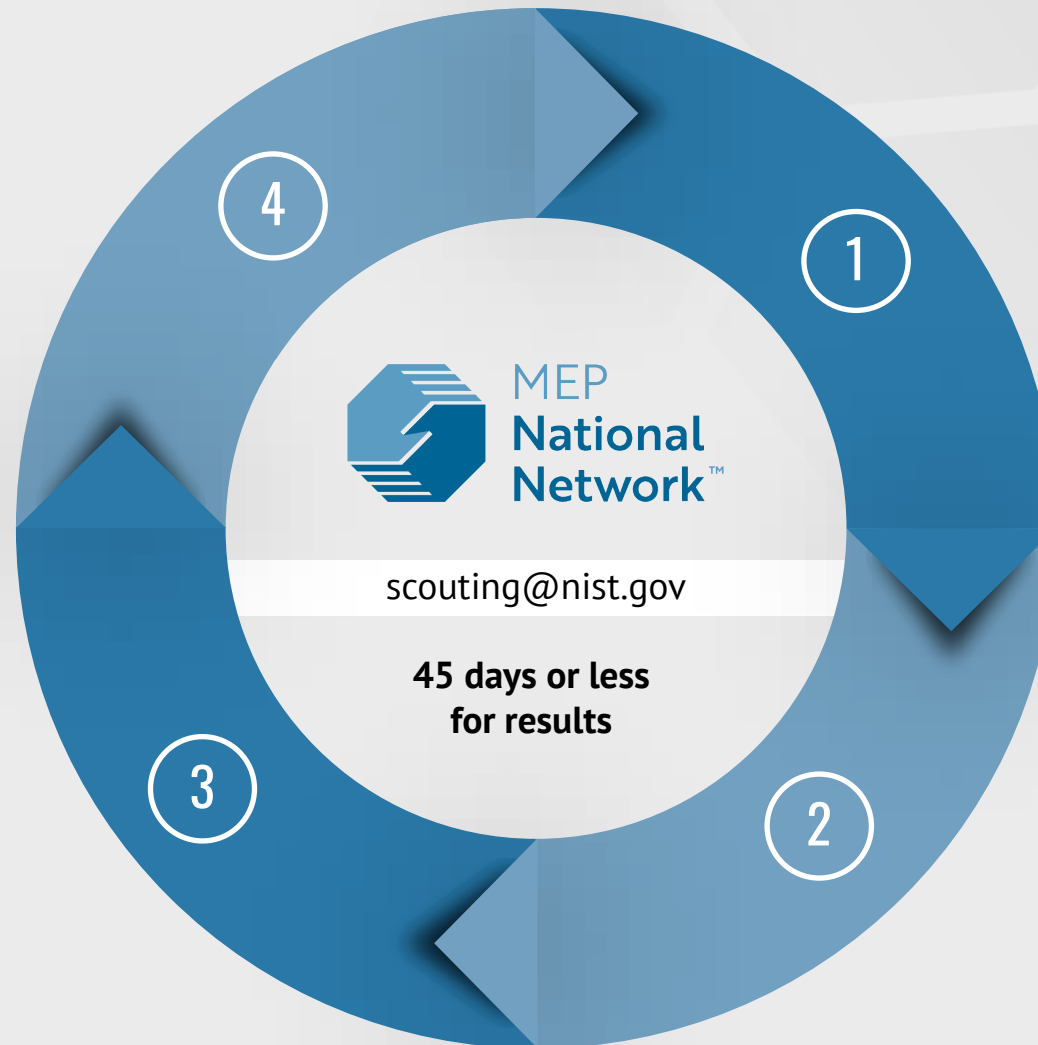 4
1
MEP
National
Network™
scouting@nist.gov
45 days or less
for results
3
2